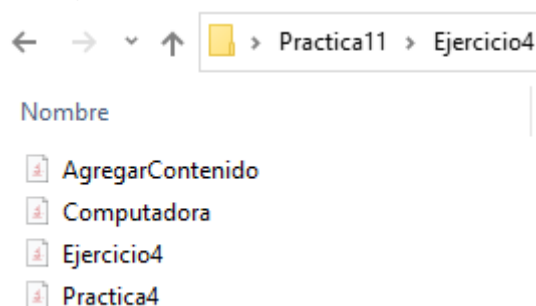 Practica11 > Ejercicio4
Nombre
AgregarContenido
Computadora
Ejercicio4
Practica4